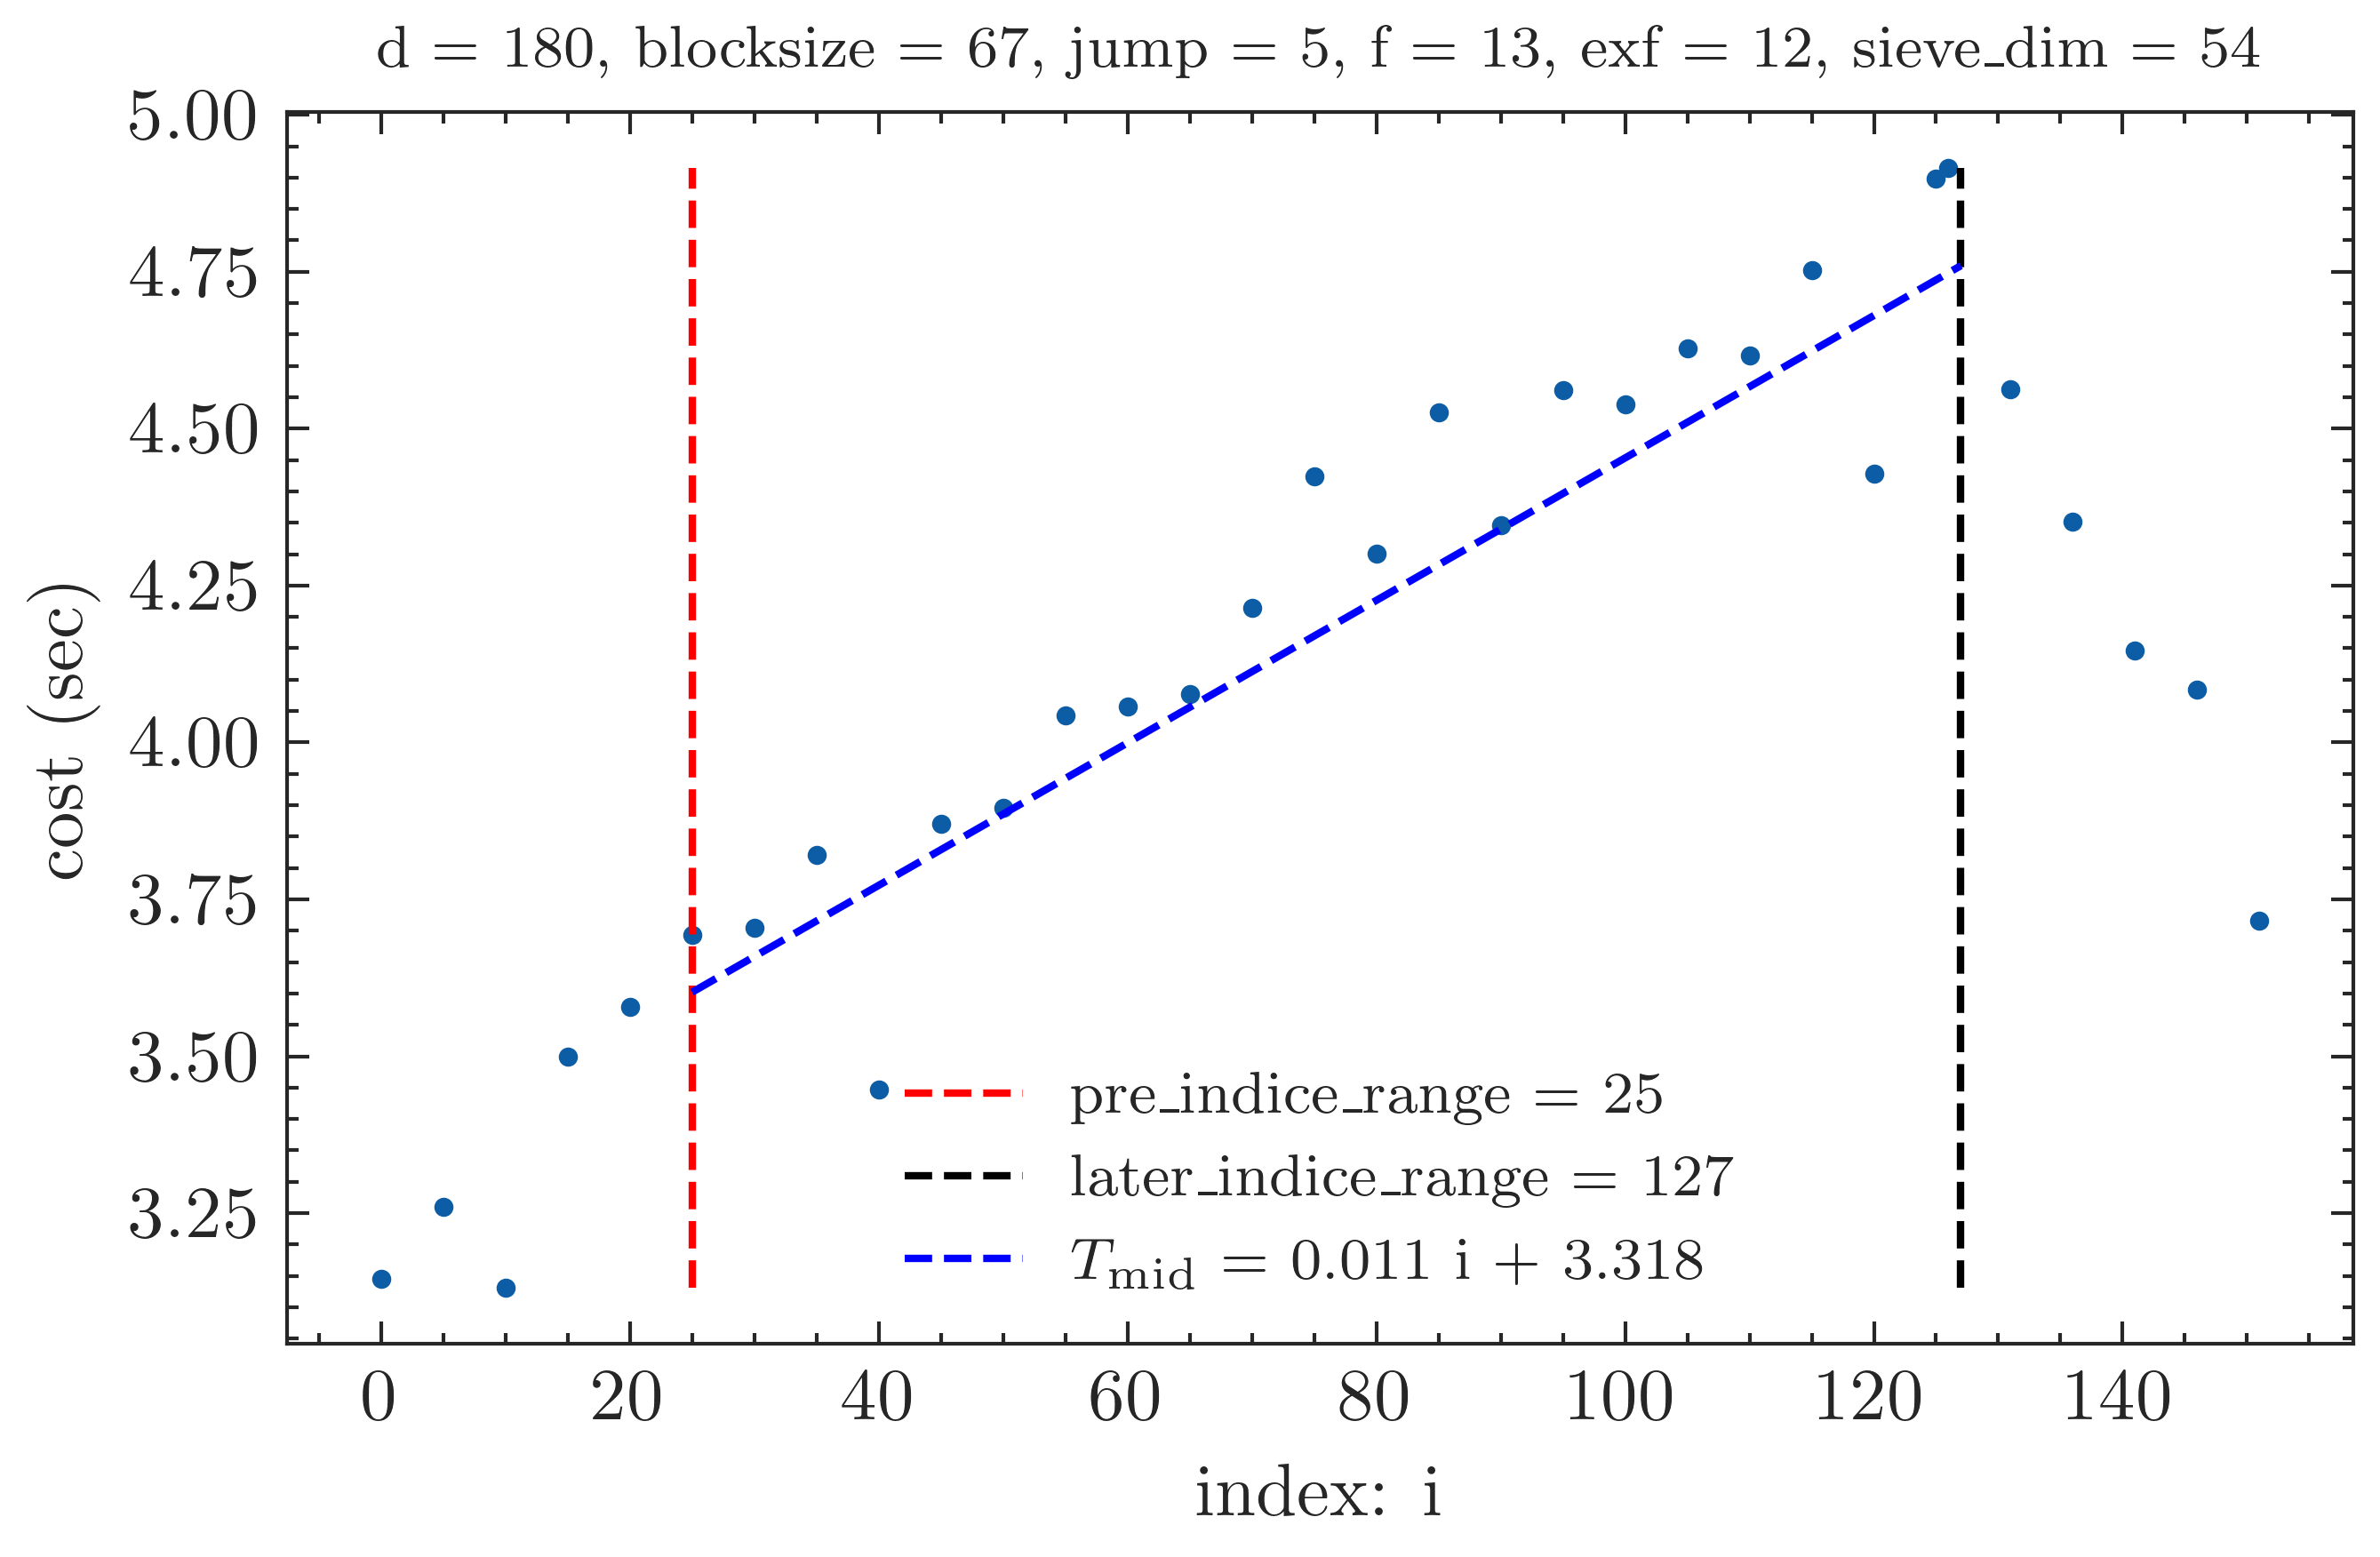 d = 180, blocksize = 67, jump = 5, f = 13, exf = 12, sieve_dim = 54
5.00
4.75
4.50
4.25
4.00
3.75
3.50
3.25
cost (sec)
pre_indice_range = 25
later_indice_range = 127
T_mid = 0.011 i + 3.318
0 20 40 60 80 100 120 140
index: i